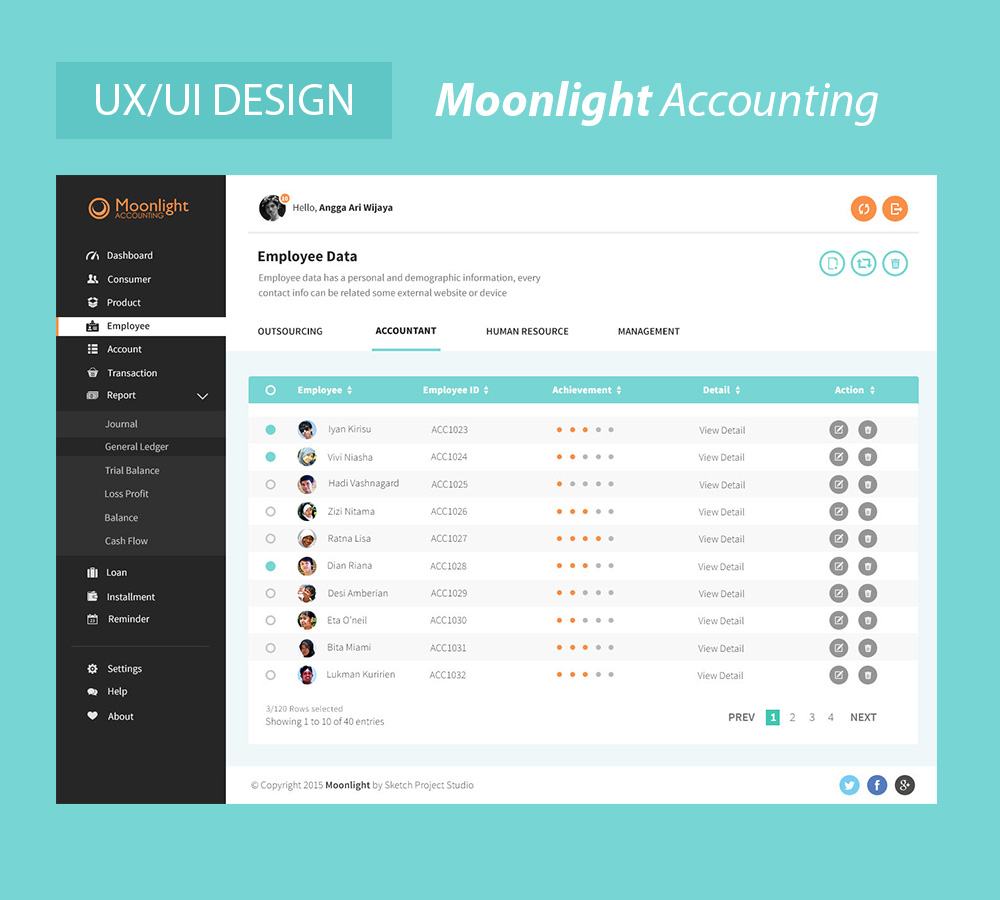 UX/UI DESIGN
Moonlight Accounting
Moonlight
ACCOUNTING
Dashboard
Consumer
Product
Employee
Account
Transaction
Report
Journal
General Ledger
Trial Balance
Loss Profit
Balance
Cash Flow
Loan
Installment
Reminder
Settings
Help
About
Hello, Angga Ari Wijaya
Employee Data
Employee data has a personal and demographic information, every
contact info can be related some external website or device
OUTSOURCING ACCOUNTANT HUMAN RESOURCE MANAGEMENT
Employee Employee ID Achievement Detail Action
Iyan Kirisu ACC1023 View Detail
Vivi Niasha ACC1024 View Detail
Hadi Vashnagard ACC1025 View Detail
Zizi Nitama ACC1026 View Detail
Ratna Lisa ACC1027 View Detail
Dian Riana ACC1028 View Detail
Desi Amberian ACC1029 View Detail
Eta O'neil ACC1030 View Detail
Bita Miami ACC1031 View Detail
Lukman Kuririen ACC1032 View Detail
3/120 Rows selected
Showing 1 to 10 of 40 entries
PREV 1 2 3 4 NEXT
© Copyright 2015 Moonlight by Sketch Project Studio